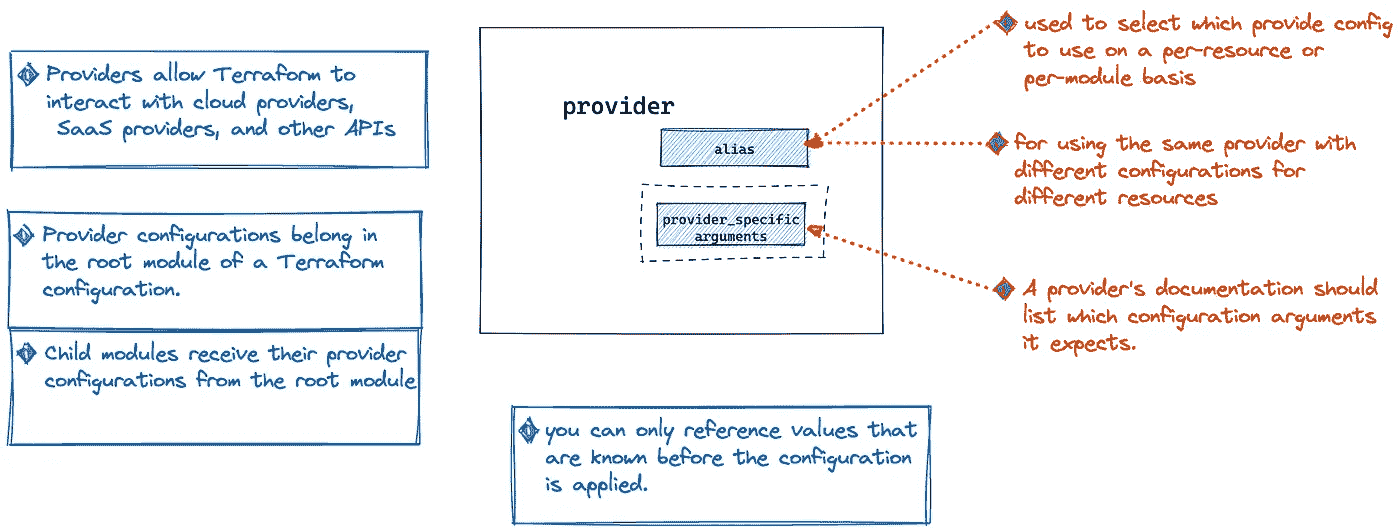 Providers allow Terraform to
interact with cloud providers,
SaaS providers, and other APIs
Provider configurations belong in
the root module of a Terraform
configuration.
Child modules receive their provider
configurations from the root module
provider
alias
provider_specific
arguments
used to select which provide config
to use on a per-resource or
per-module basis
for using the same provider with
different configurations for
different resources
A provider's documentation should
list which configuration arguments
it expects.
you can only reference values that
are known before the configuration
is applied.